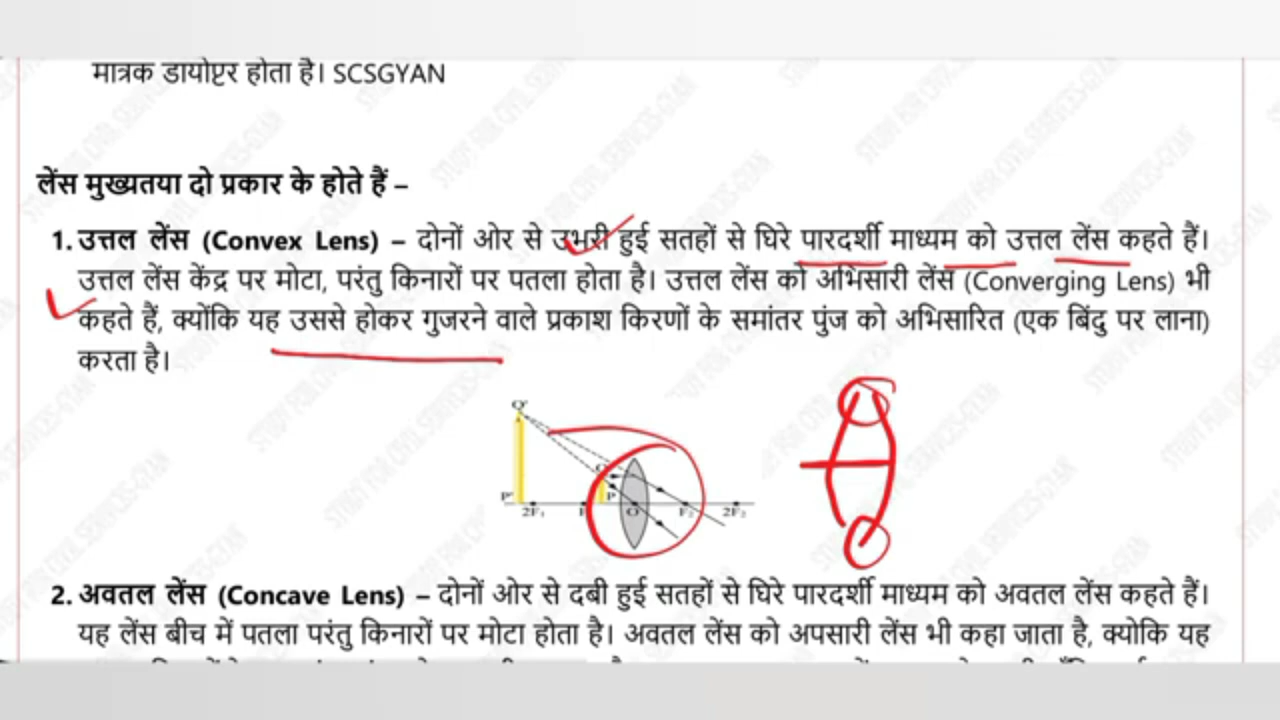 मात्रक डायोप्टर होता है। SCSGYAN
लेंस मुख्यतया दो प्रकार के होते हैं –
1. उत्तल लेंस (Convex Lens) – दोनों ओर से उभरी हुई सतहों से घिरे पारदर्शी माध्यम को उत्तल लेंस कहते हैं।
उत्तल लेंस केंद्र पर मोटा, परंतु किनारों पर पतला होता है। उत्तल लेंस को अभिसारी लेंस (Converging Lens) भी
कहते हैं, क्योंकि यह उससे होकर गुजरने वाले प्रकाश किरणों के समांतर पुंज को अभिसारित (एक बिंदु पर लाना)
करता है।
Q'
P' 2F₁ P O F₂ 2F₂
2. अवतल लेंस (Concave Lens) – दोनों ओर से दबी हुई सतहों से घिरे पारदर्शी माध्यम को अवतल लेंस कहते हैं।
यह लेंस बीच में पतला परंतु किनारों पर मोटा होता है। अवतल लेंस को अपसारी लेंस भी कहा जाता है, क्योकि यह